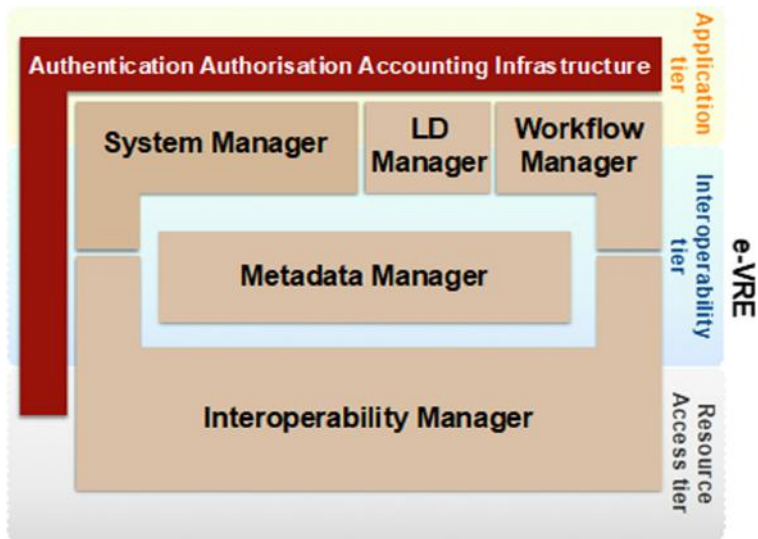 Authentication Authorisation Accounting Infrastructure
System Manager
LD
Manager
Workflow
Manager
Metadata Manager
Interoperability Manager
Application
tier
Interoperability
tier
Resource
Access tier
e-VRE